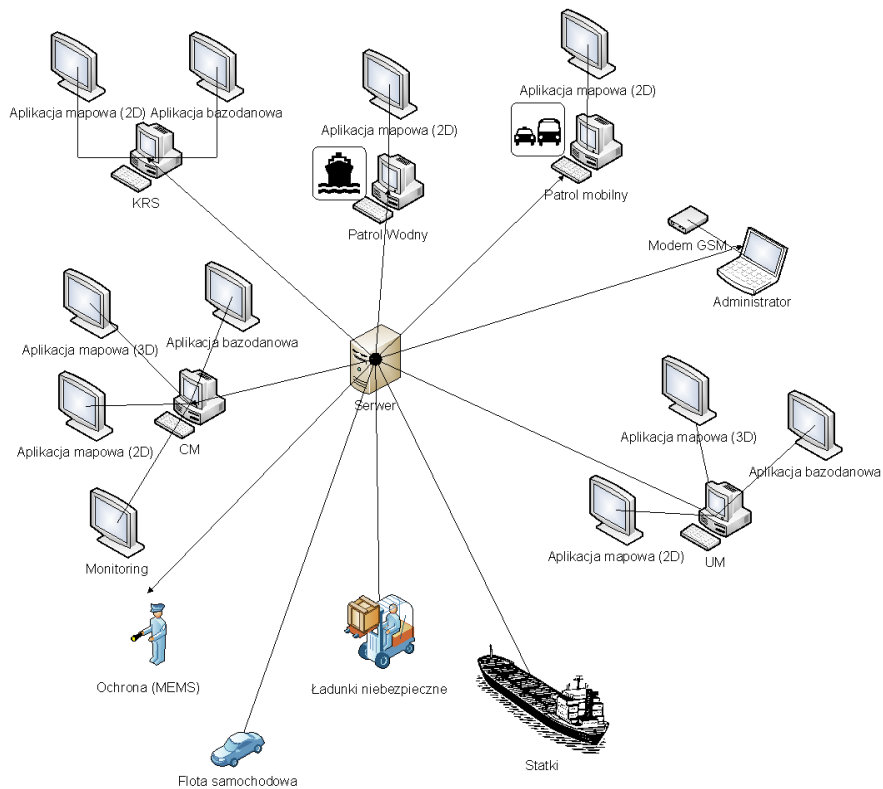 Aplikacja mapowa (2D)
Aplikacja bazodanowa
KRS
Aplikacja mapowa (2D)
Patrol Wodny
Aplikacja mapowa (2D)
Patrol mobilny
Modem GSM
Administrator
Aplikacja mapowa (3D)
Aplikacja bazodanowa
Aplikacja mapowa (2D)
CM
Monitoring
Serwer
Aplikacja mapowa (3D)
Aplikacja bazodanowa
Aplikacja mapowa (2D)
UM
Ochrona (MEMS)
Ładunki niebezpieczne
Flota samochodowa
Statki